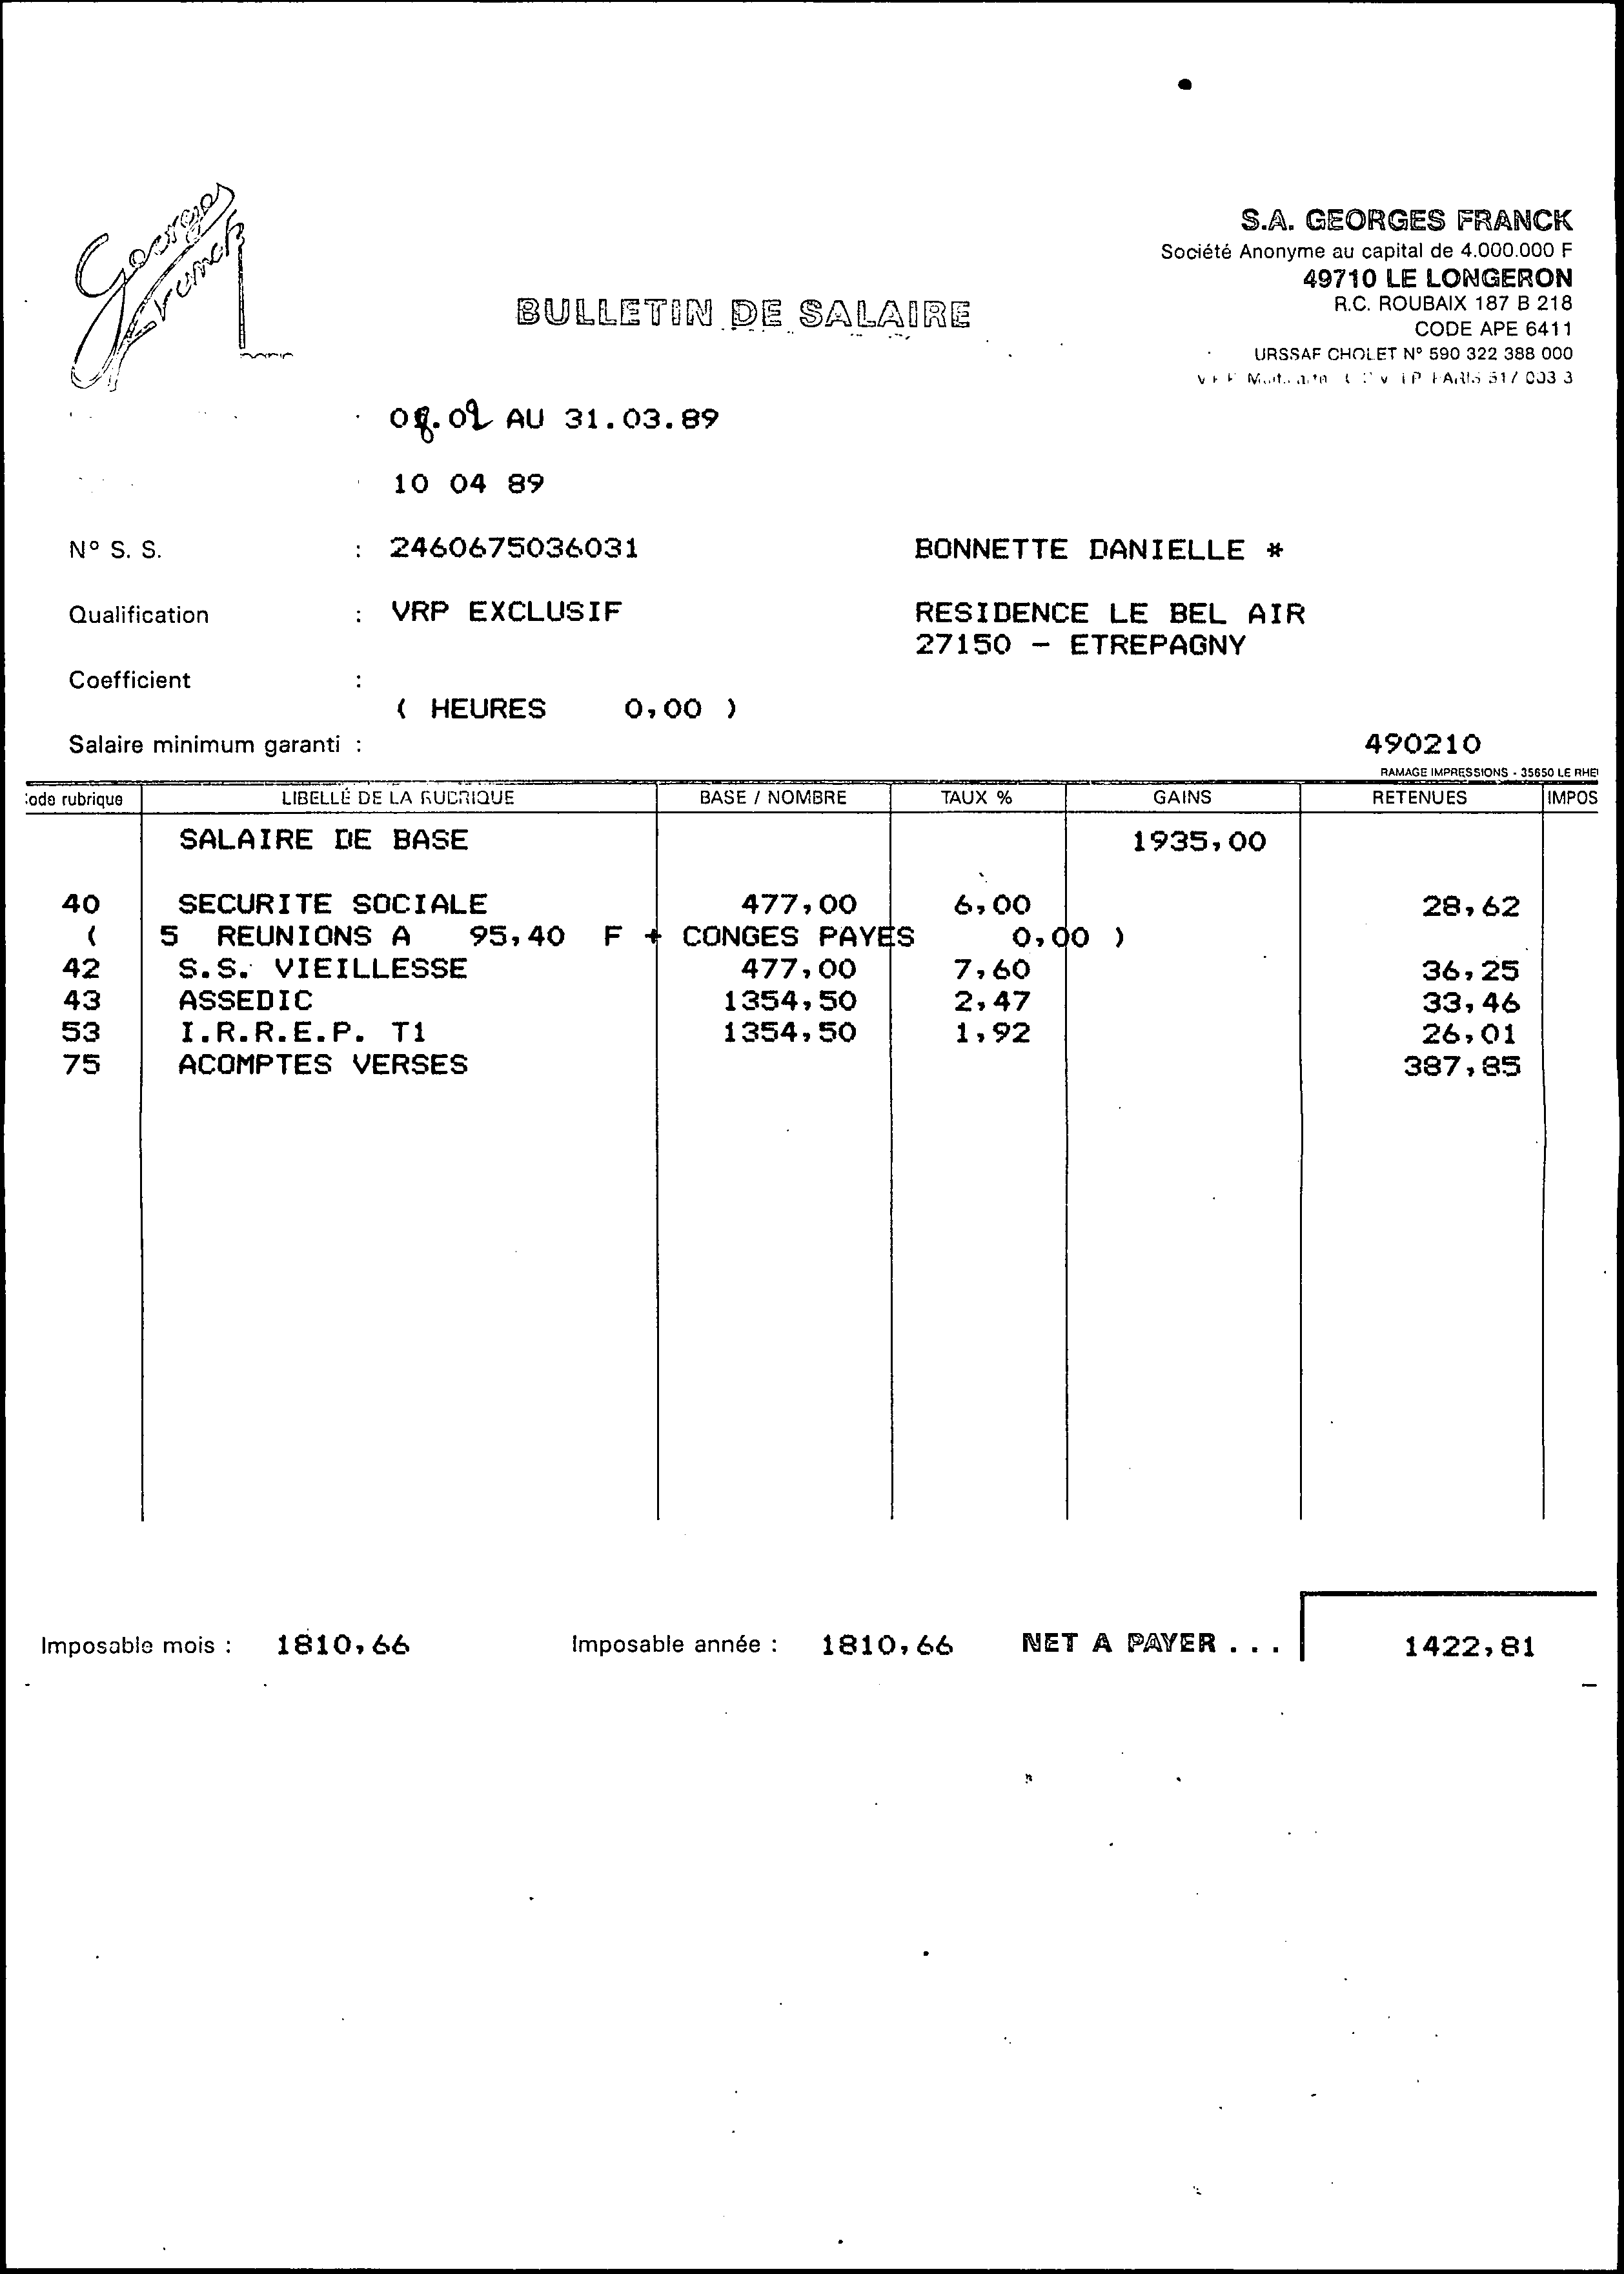 Georges
Franck
S.A. GEORGES FRANCK
Société Anonyme au capital de 4.000.000 F
49710 LE LONGERON
R.C. ROUBAIX 187 B 218
CODE APE 6411
URSSAF CHOLET N° 590 322 388 000
PARIS 517 003 3
BULLETIN DE SALAIRE
AU 31.03.89
10 04 89
N° S. S. : 2460675036031 BONNETTE DANIELLE *
Qualification : VRP EXCLUSIF RESIDENCE LE BEL AIR
27150 - ETREPAGNY
Coefficient :
( HEURES 0,00 )
Salaire minimum garanti : 490210
RAMAGE IMPRESSIONS - 35650 LE RHE
ode rubrique LIBELLÉ DE LA RUBRIQUE BASE / NOMBRE TAUX % GAINS RETENUES IMPOS
SALAIRE DE BASE 1935,00
40 SECURITE SOCIALE 477,00 6,00 28,62
( 5 REUNIONS A 95,40 F + CONGES PAYES 0,00 )
42 S.S. VIEILLESSE 477,00 7,60 36,25
43 ASSEDIC 1354,50 2,47 33,46
53 I.R.R.E.P. T1 1354,50 1,92 26,01
75 ACOMPTES VERSES 387,85
Imposable mois : 1810,66 Imposable année : 1810,66 NET A PAYER . . . 1422,81